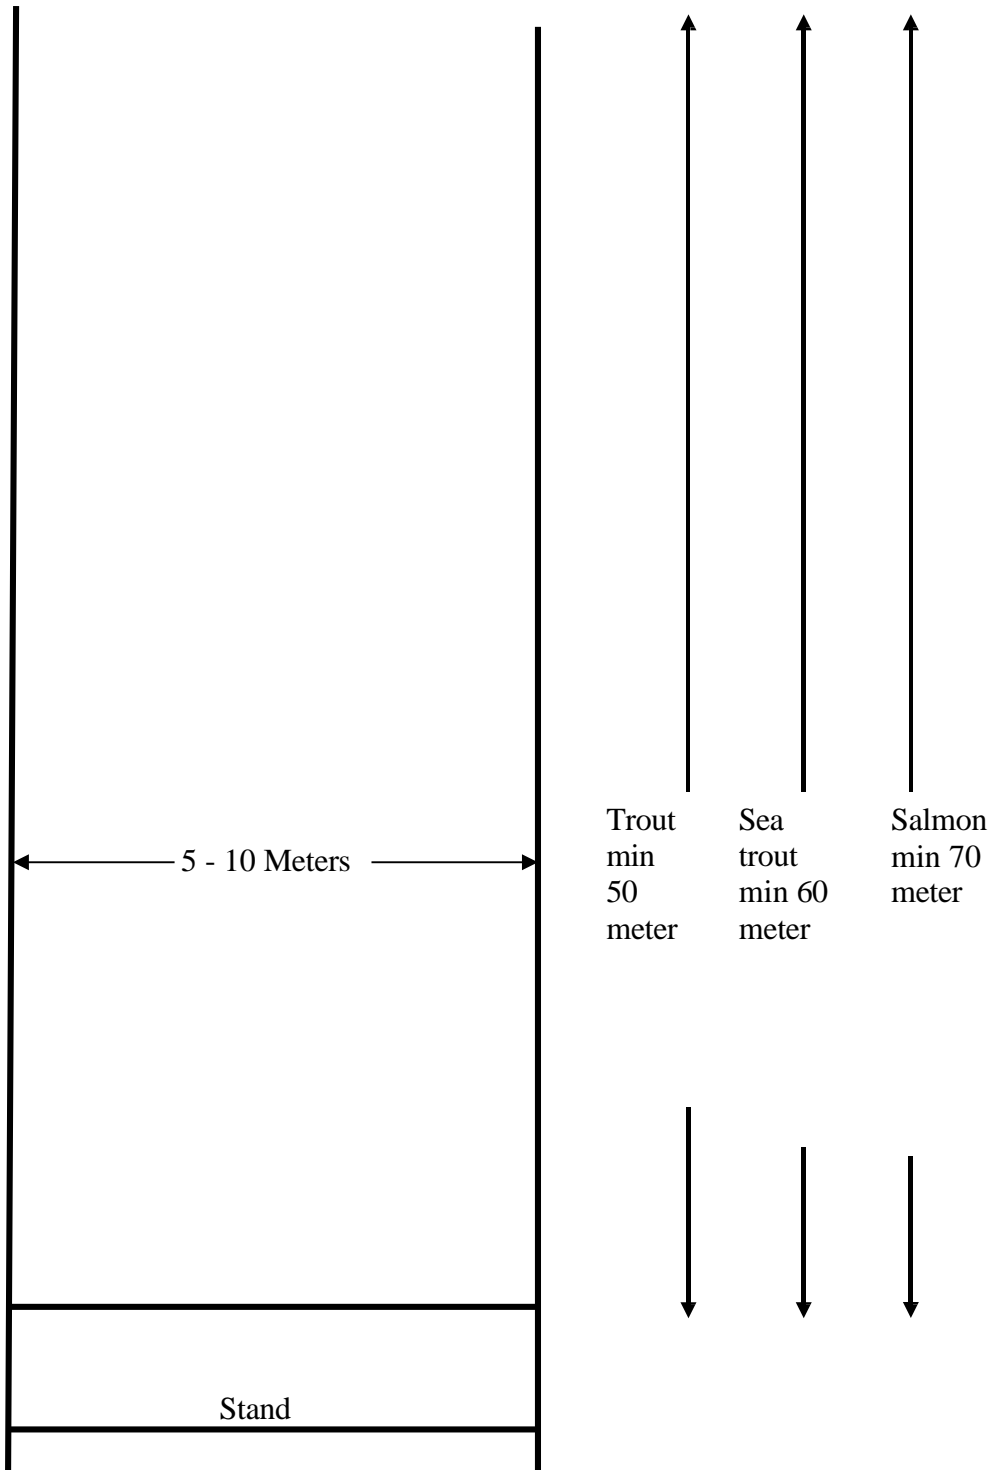 Trout
min
50
meter
Sea
trout
min 60
meter
Salmon
min 70
meter
5 - 10 Meters
Stand